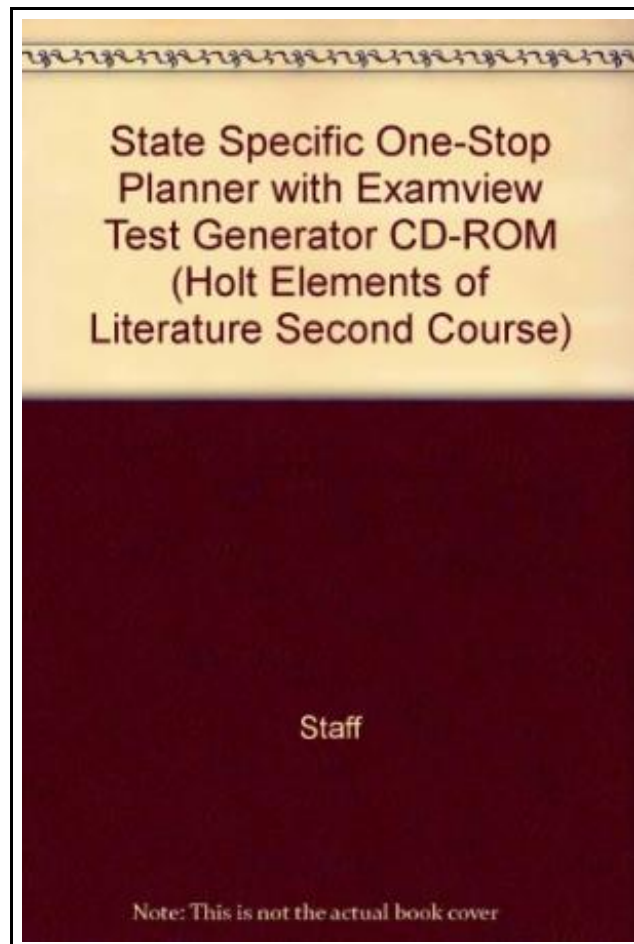 State Specific One-Stop
Planner with Examview
Test Generator CD-ROM
(Holt Elements of
Literature Second Course)
Staff
Note: This is not the actual book cover